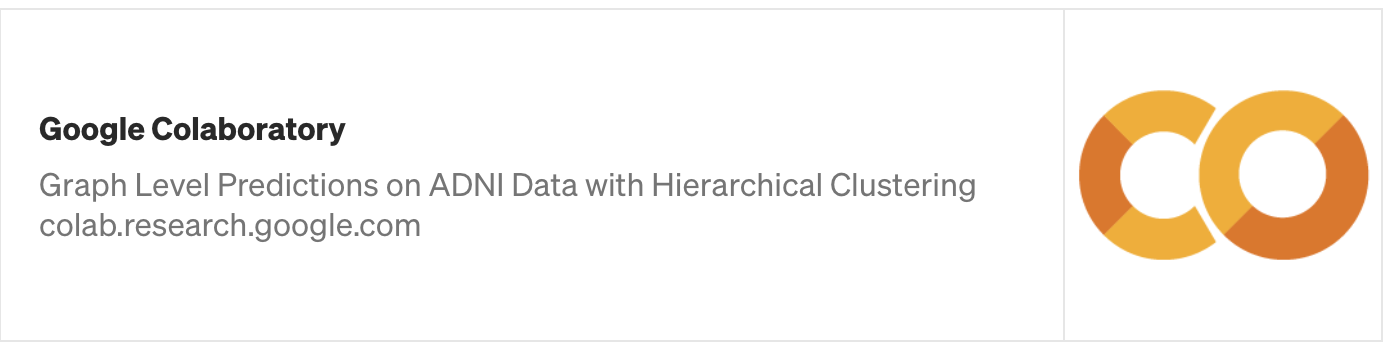 Google Colaboratory
Graph Level Predictions on ADNI Data with Hierarchical Clustering
colab.research.google.com